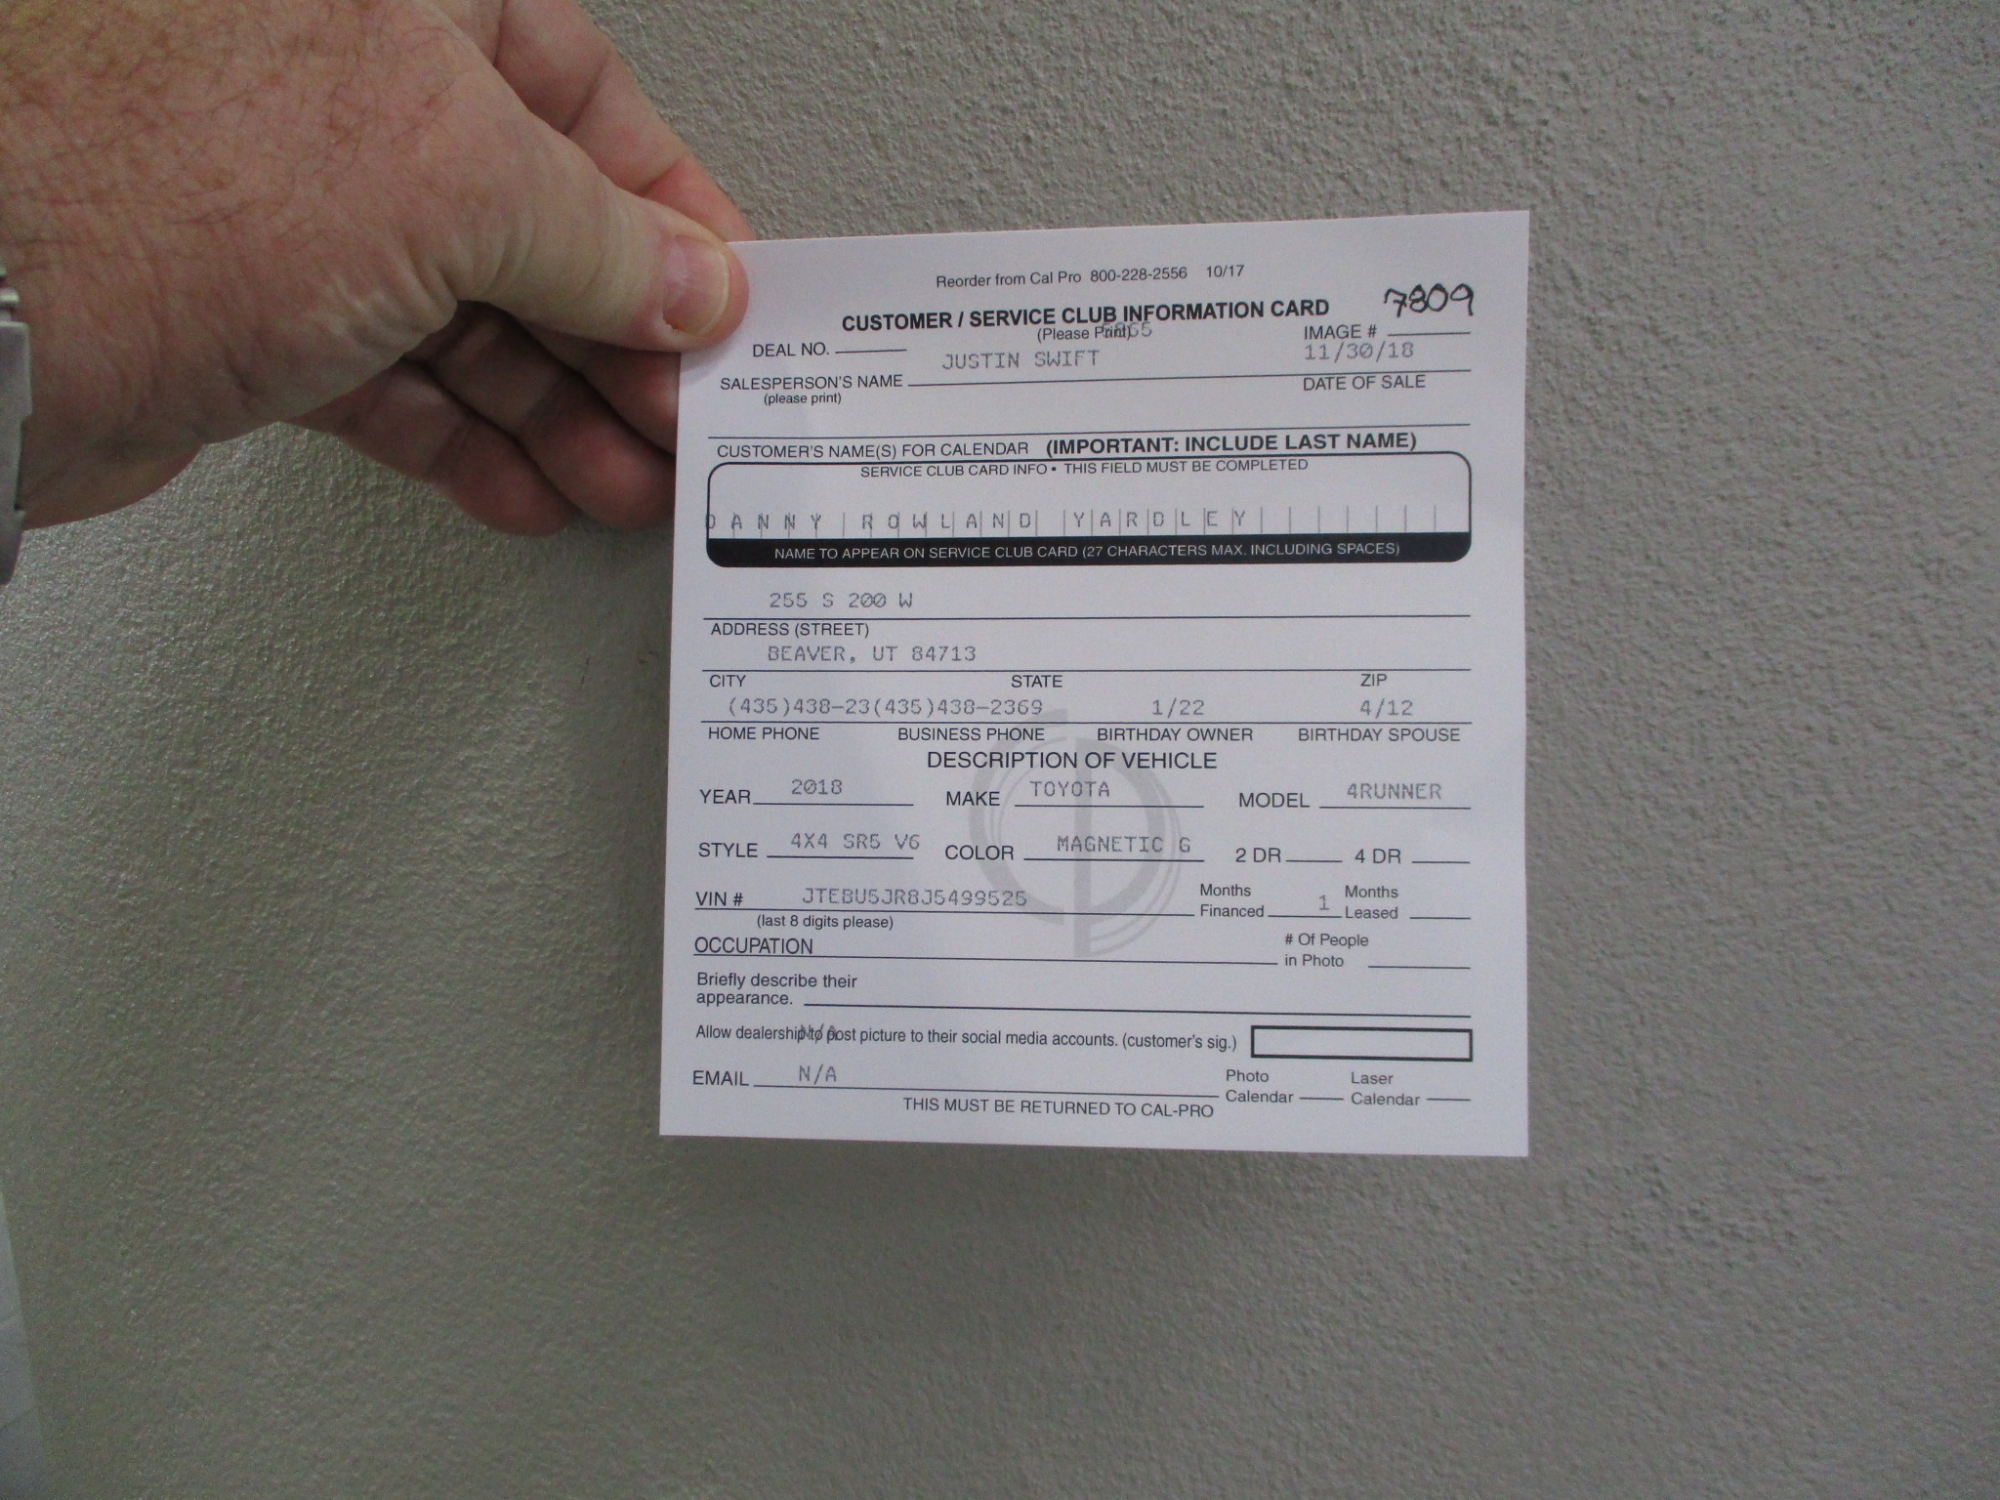 Reorder from Cal Pro 800-228-2556 10/17
7809
CUSTOMER / SERVICE CLUB INFORMATION CARD
(Please Print)
DEAL NO. IMAGE #
JUSTIN SWIFT 11/30/18
SALESPERSON'S NAME DATE OF SALE
(please print)
CUSTOMER'S NAME(S) FOR CALENDAR (IMPORTANT: INCLUDE LAST NAME)
SERVICE CLUB CARD INFO • THIS FIELD MUST BE COMPLETED
DANNY ROWLAND YARDLEY
NAME TO APPEAR ON SERVICE CLUB CARD (27 CHARACTERS MAX. INCLUDING SPACES)
255 S 200 W
ADDRESS (STREET)
BEAVER, UT 84713
CITY STATE ZIP
(435)438-23(435)438-2369 1/22 4/12
HOME PHONE BUSINESS PHONE BIRTHDAY OWNER BIRTHDAY SPOUSE
DESCRIPTION OF VEHICLE
YEAR 2018 MAKE TOYOTA MODEL 4RUNNER
STYLE 4X4 SR5 V6 COLOR MAGNETIC G 2 DR 4 DR
VIN # JTEBU5JR8J5499525 Months Financed 1 Months Leased
(last 8 digits please)
OCCUPATION # Of People in Photo
Briefly describe their
appearance.
N/A
Allow dealership to post picture to their social media accounts. (customer's sig.)
EMAIL N/A Photo Calendar Laser Calendar
THIS MUST BE RETURNED TO CAL-PRO